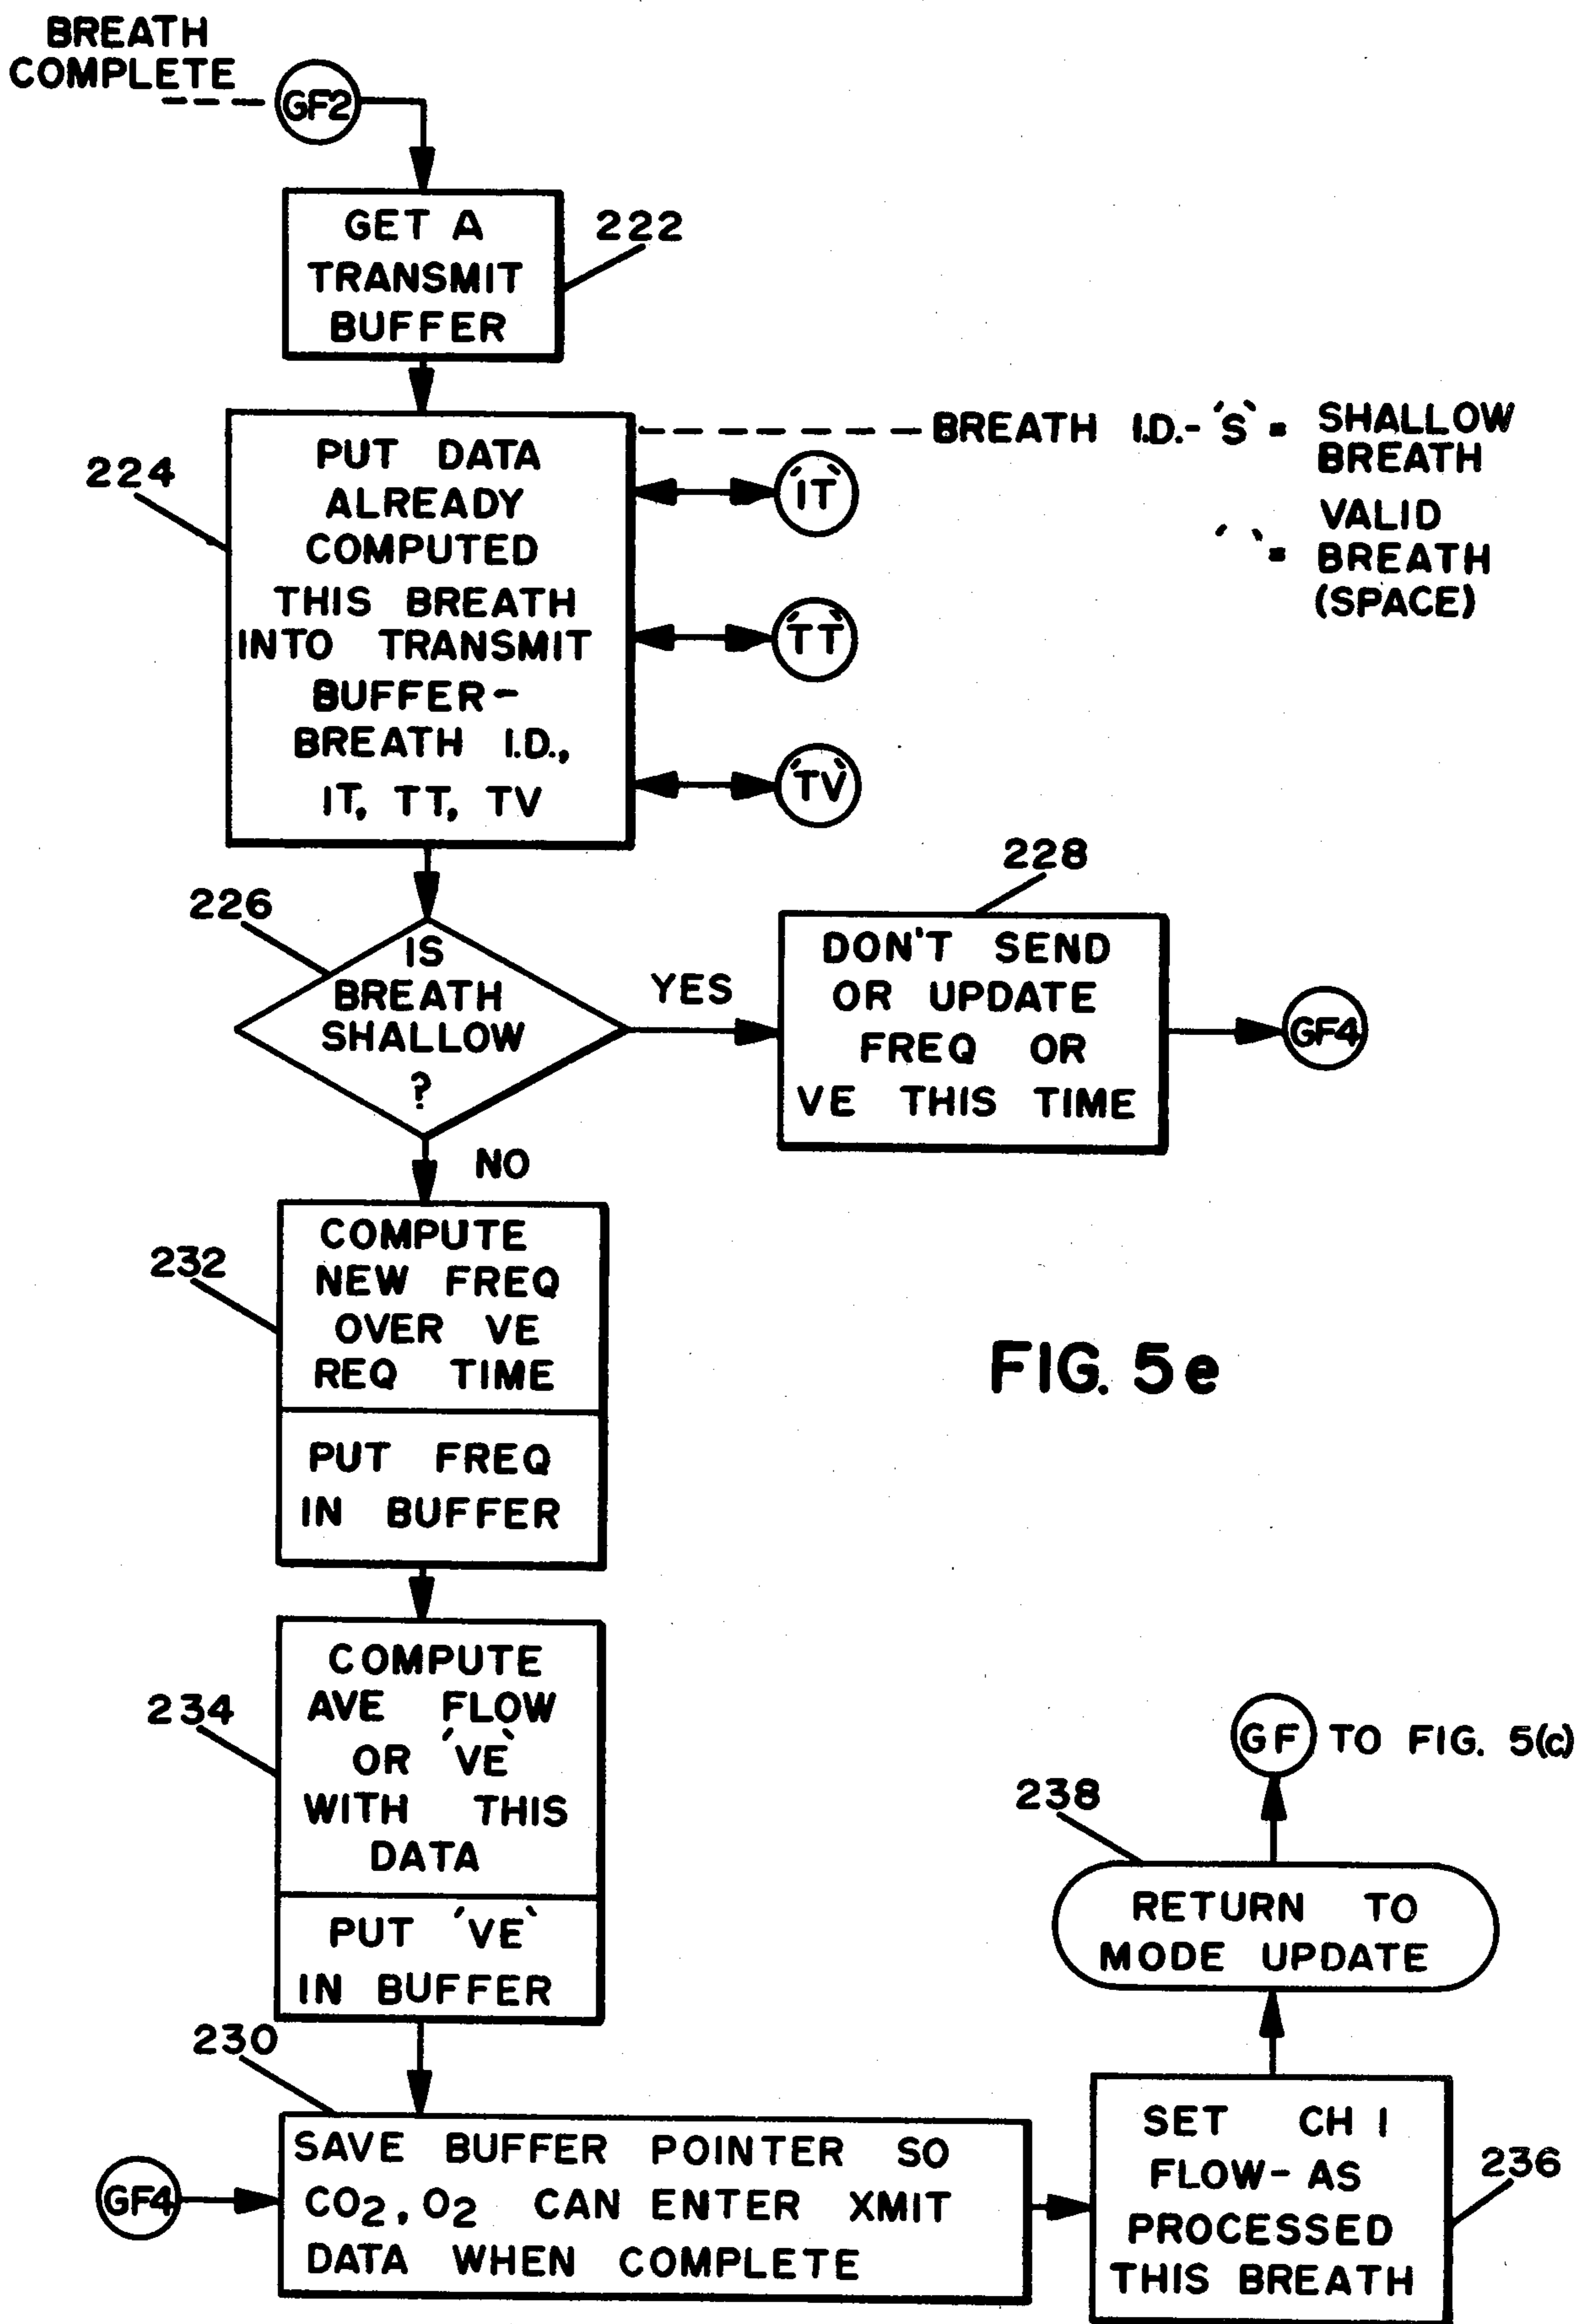 BREATH
COMPLETE
GF2
GET A
TRANSMIT
BUFFER
222
PUT DATA
ALREADY
COMPUTED
THIS BREATH
INTO TRANSMIT
BUFFER-
BREATH I.D.,
IT, TT, TV
224
BREATH I.D.- 'S' = SHALLOW
BREATH
' ' = VALID
BREATH
(SPACE)
'IT'
'TT'
'TV'
226
IS
BREATH
SHALLOW
?
YES
228
DON'T SEND
OR UPDATE
FREQ OR
VE THIS TIME
GF4
NO
232
COMPUTE
NEW FREQ
OVER VE
REQ TIME
PUT FREQ
IN BUFFER
FIG. 5e
234
COMPUTE
AVE FLOW
OR 'VE'
WITH THIS
DATA
PUT 'VE'
IN BUFFER
230
GF4
SAVE BUFFER POINTER SO
CO2, O2 CAN ENTER XMIT
DATA WHEN COMPLETE
SET CH 1
FLOW- AS
PROCESSED
THIS BREATH
236
238
RETURN TO
MODE UPDATE
GF TO FIG. 5(c)